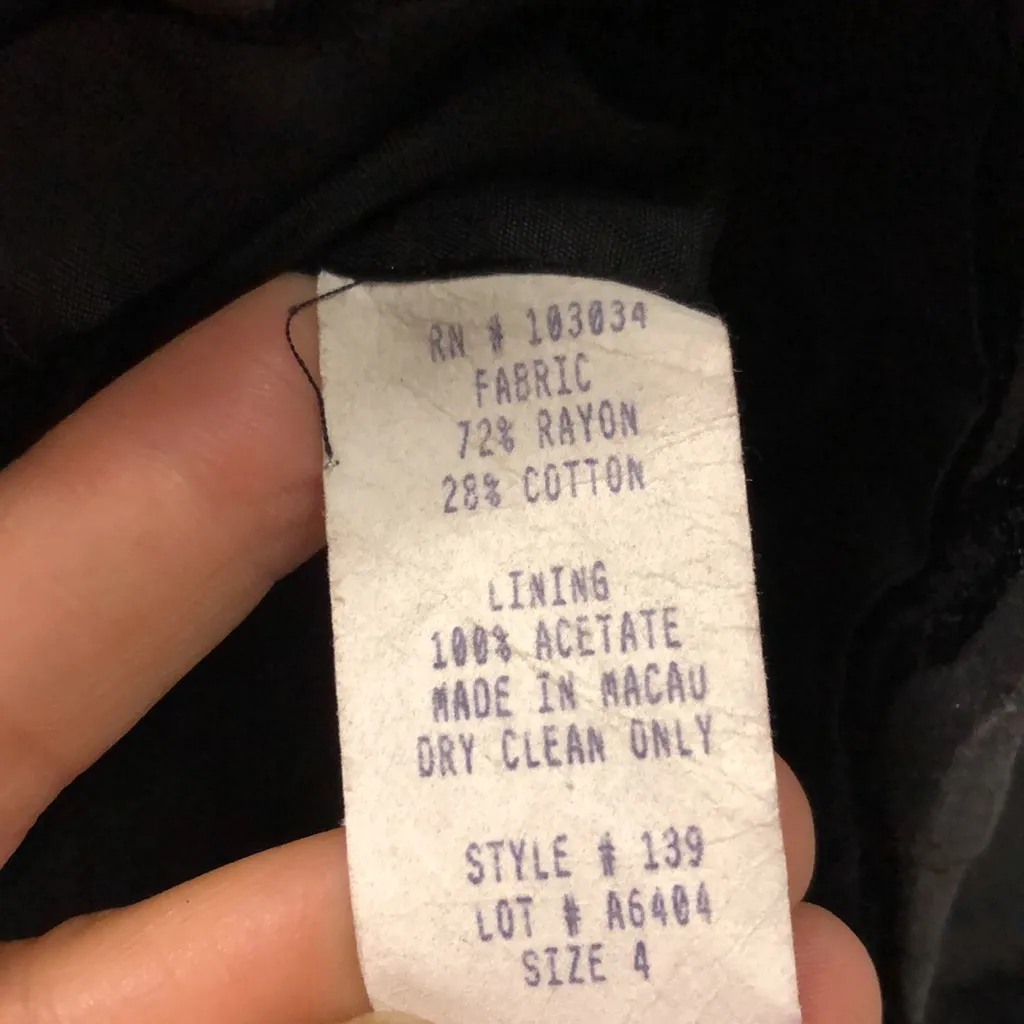 RN # 103034
FABRIC
72% RAYON
28% COTTON
LINING
100% ACETATE
MADE IN MACAU
DRY CLEAN ONLY
STYLE # 139
LOT # A6404
SIZE 4